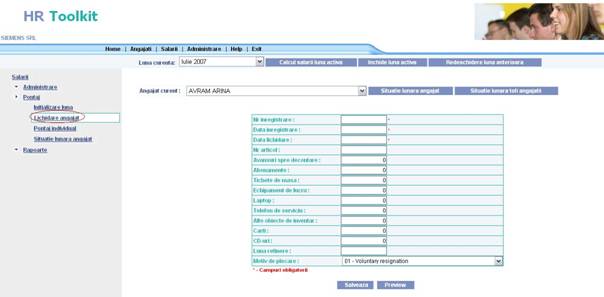 HR Toolkit
SIEMENS SRL
Home | Angajati | Salarii | Administrare | Help | Exit
Luna curenta: Iulie 2007 Calcul salarii luna activa Inchide luna activa Redeschidere luna anterioara
Salarii
Administrare
Pontaj
Initializare luna
Lichidare angajat
Pontaj individual
Situatie lunara angajat
Rapoarte
Angajat curent : AVRAM ARINA Situatie lunara angajat Situatie lunara toti angajatii
Nr inregistrare : *
Data inregistrare : *
Data lichidare : *
Nr articol :
Avansuri spre decontare : 0
Abonamente : 0
Tichete de masa : 0
Echipament de lucru : 0
Laptop : 0
Telefon de serviciu : 0
Alte obiecte de inventar : 0
Carti : 0
CD-uri : 0
Luna retinere :
Motiv de plecare : 01 - Voluntary resignation
* - Campuri obligatorii
Salveaza Preview